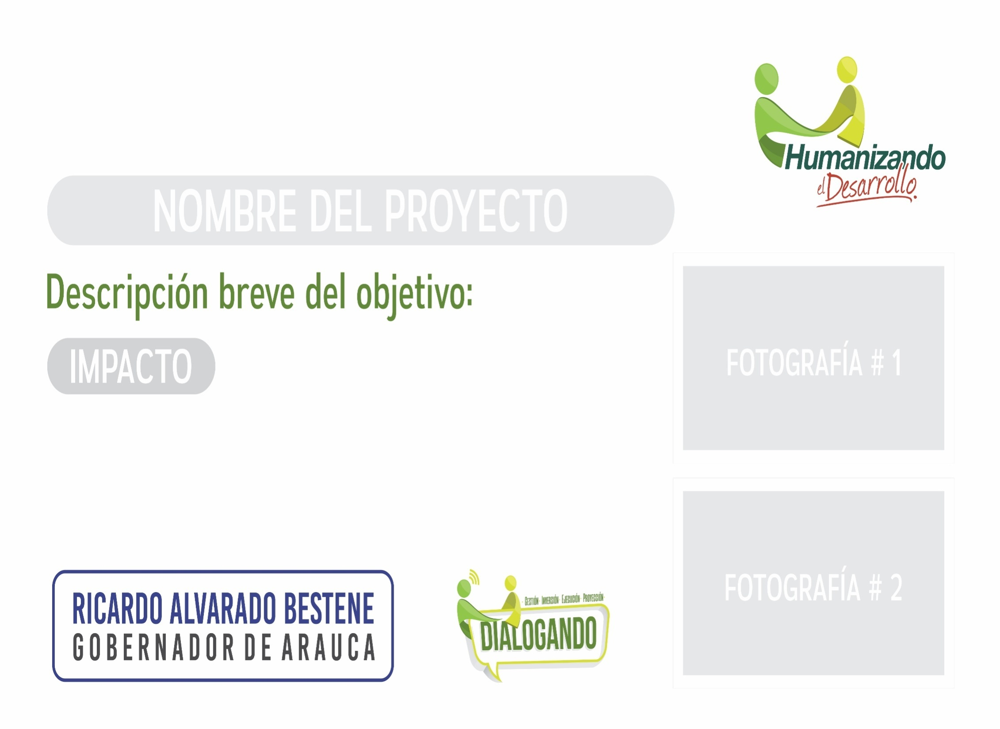 Humanizando
el Desarrollo
NOMBRE DEL PROYECTO
Descripción breve del objetivo:
IMPACTO
FOTOGRAFÍA # 1
FOTOGRAFÍA # 2
RICARDO ALVARADO BESTENE
GOBERNADOR DE ARAUCA
· GESTIÓN · INVERSIÓN · EJECUCIÓN · PROYECCIÓN ·
DIALOGANDO